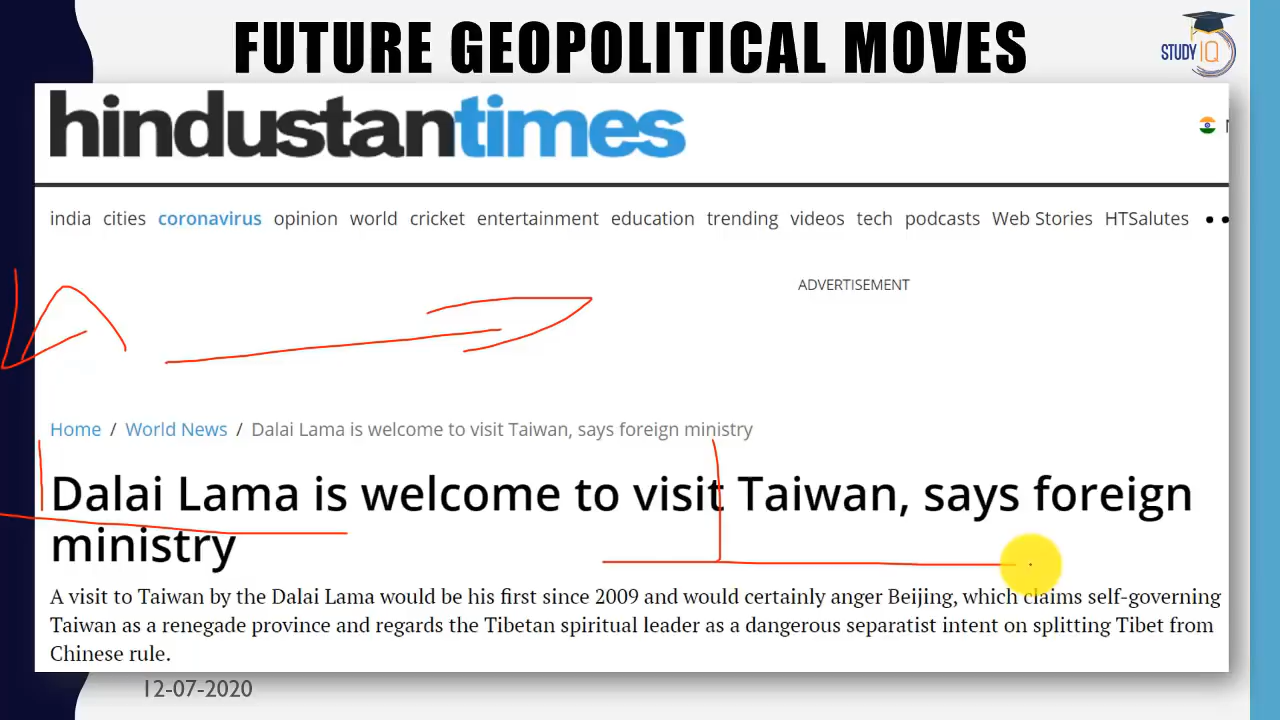 FUTURE GEOPOLITICAL MOVES
STUDY IQ
hindustantimes
india cities coronavirus opinion world cricket entertainment education trending videos tech podcasts Web Stories HTSalutes
ADVERTISEMENT
Home / World News / Dalai Lama is welcome to visit Taiwan, says foreign ministry
Dalai Lama is welcome to visit Taiwan, says foreign
ministry
A visit to Taiwan by the Dalai Lama would be his first since 2009 and would certainly anger Beijing, which claims self-governing
Taiwan as a renegade province and regards the Tibetan spiritual leader as a dangerous separatist intent on splitting Tibet from
Chinese rule.
12-07-2020